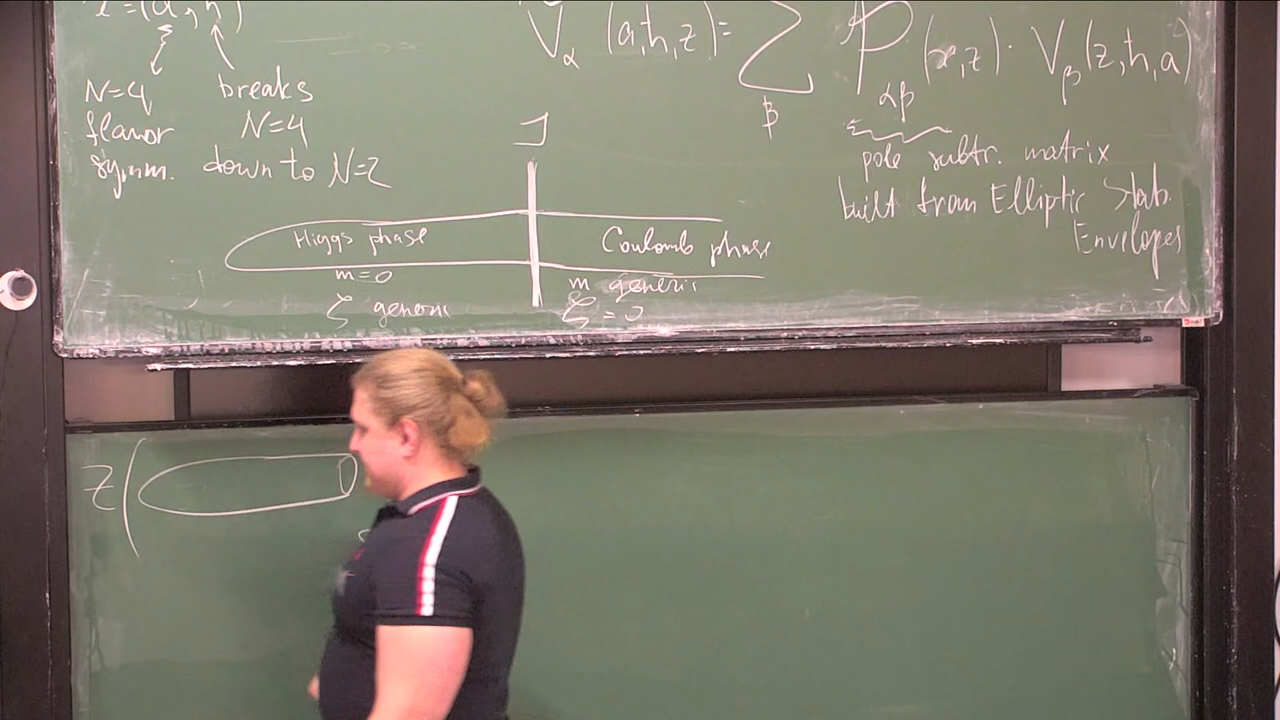 N=4 breaks
flavor N=4
symm. down to N=2
V_α (a,ħ,z) = ∑_β P_αβ (x,z) · V_β (z,ħ,a)
pole subtr. matrix
built from Elliptic Stab.
Envelopes
J
Higgs phase
m=0
ζ generic
Coulomb phase
m generic
ζ = 0
Z(